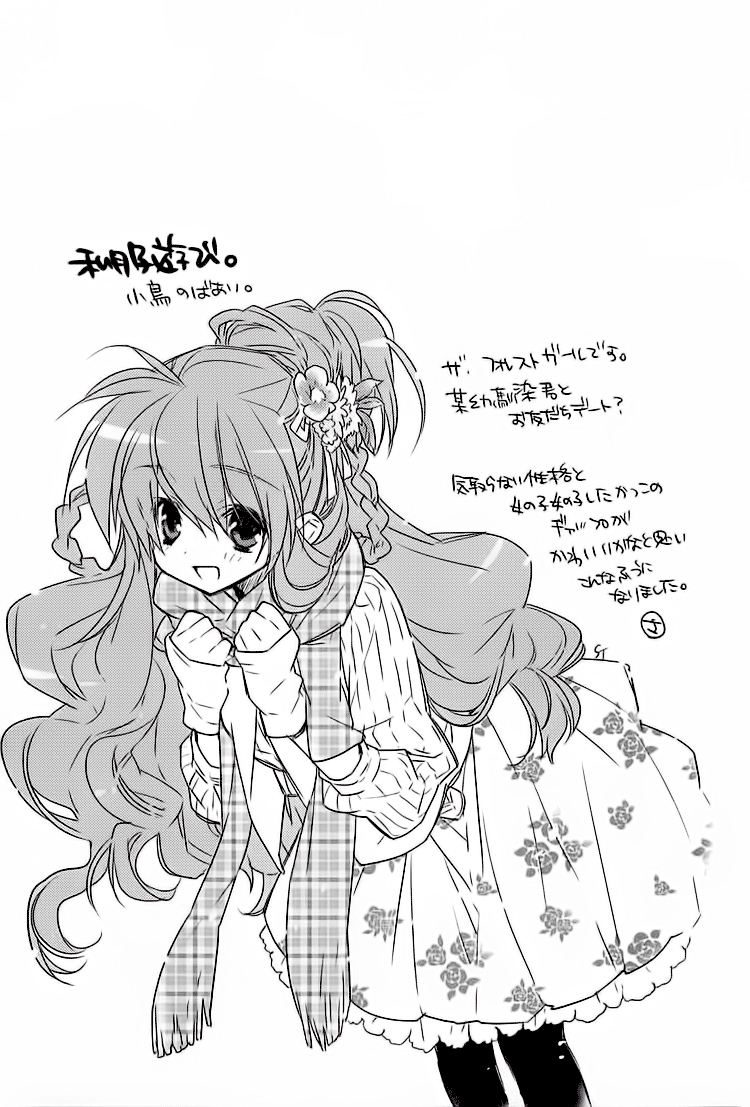 私服遊び。
小鳥のばあい。
ザ、フォレストガールです。
某幼馴染君と
お友だちデート？
気取らない性格と
女の子女の子したかっこの
ギャップが
かわいいかなと思い
こんなふうに
なりました。